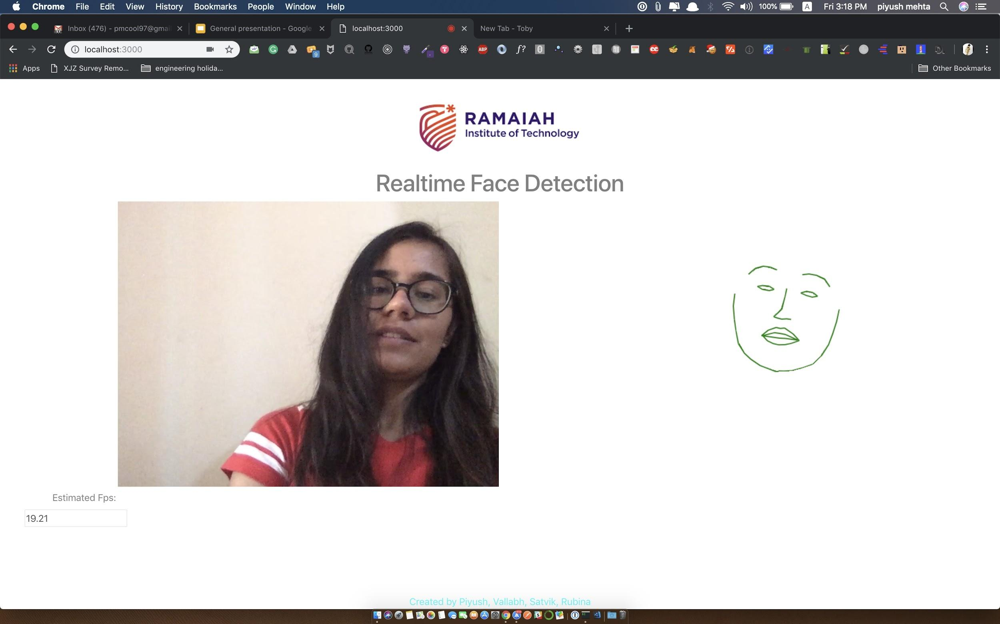 Chrome File Edit View History Bookmarks People Window Help 100% A Fri 3:18 PM piyush mehta
Inbox (476) - pmcool97@gmai
General presentation - Google
localhost:3000
New Tab - Toby
localhost:3000
9
ABP
f?
ee
Apps
XJZ Survey Remo...
engineering holida...
Other Bookmarks
RAMAIAH
Institute of Technology
Realtime Face Detection
Estimated Fps:
19.21
Created by Piyush, Vallabh, Satvik, Rubina